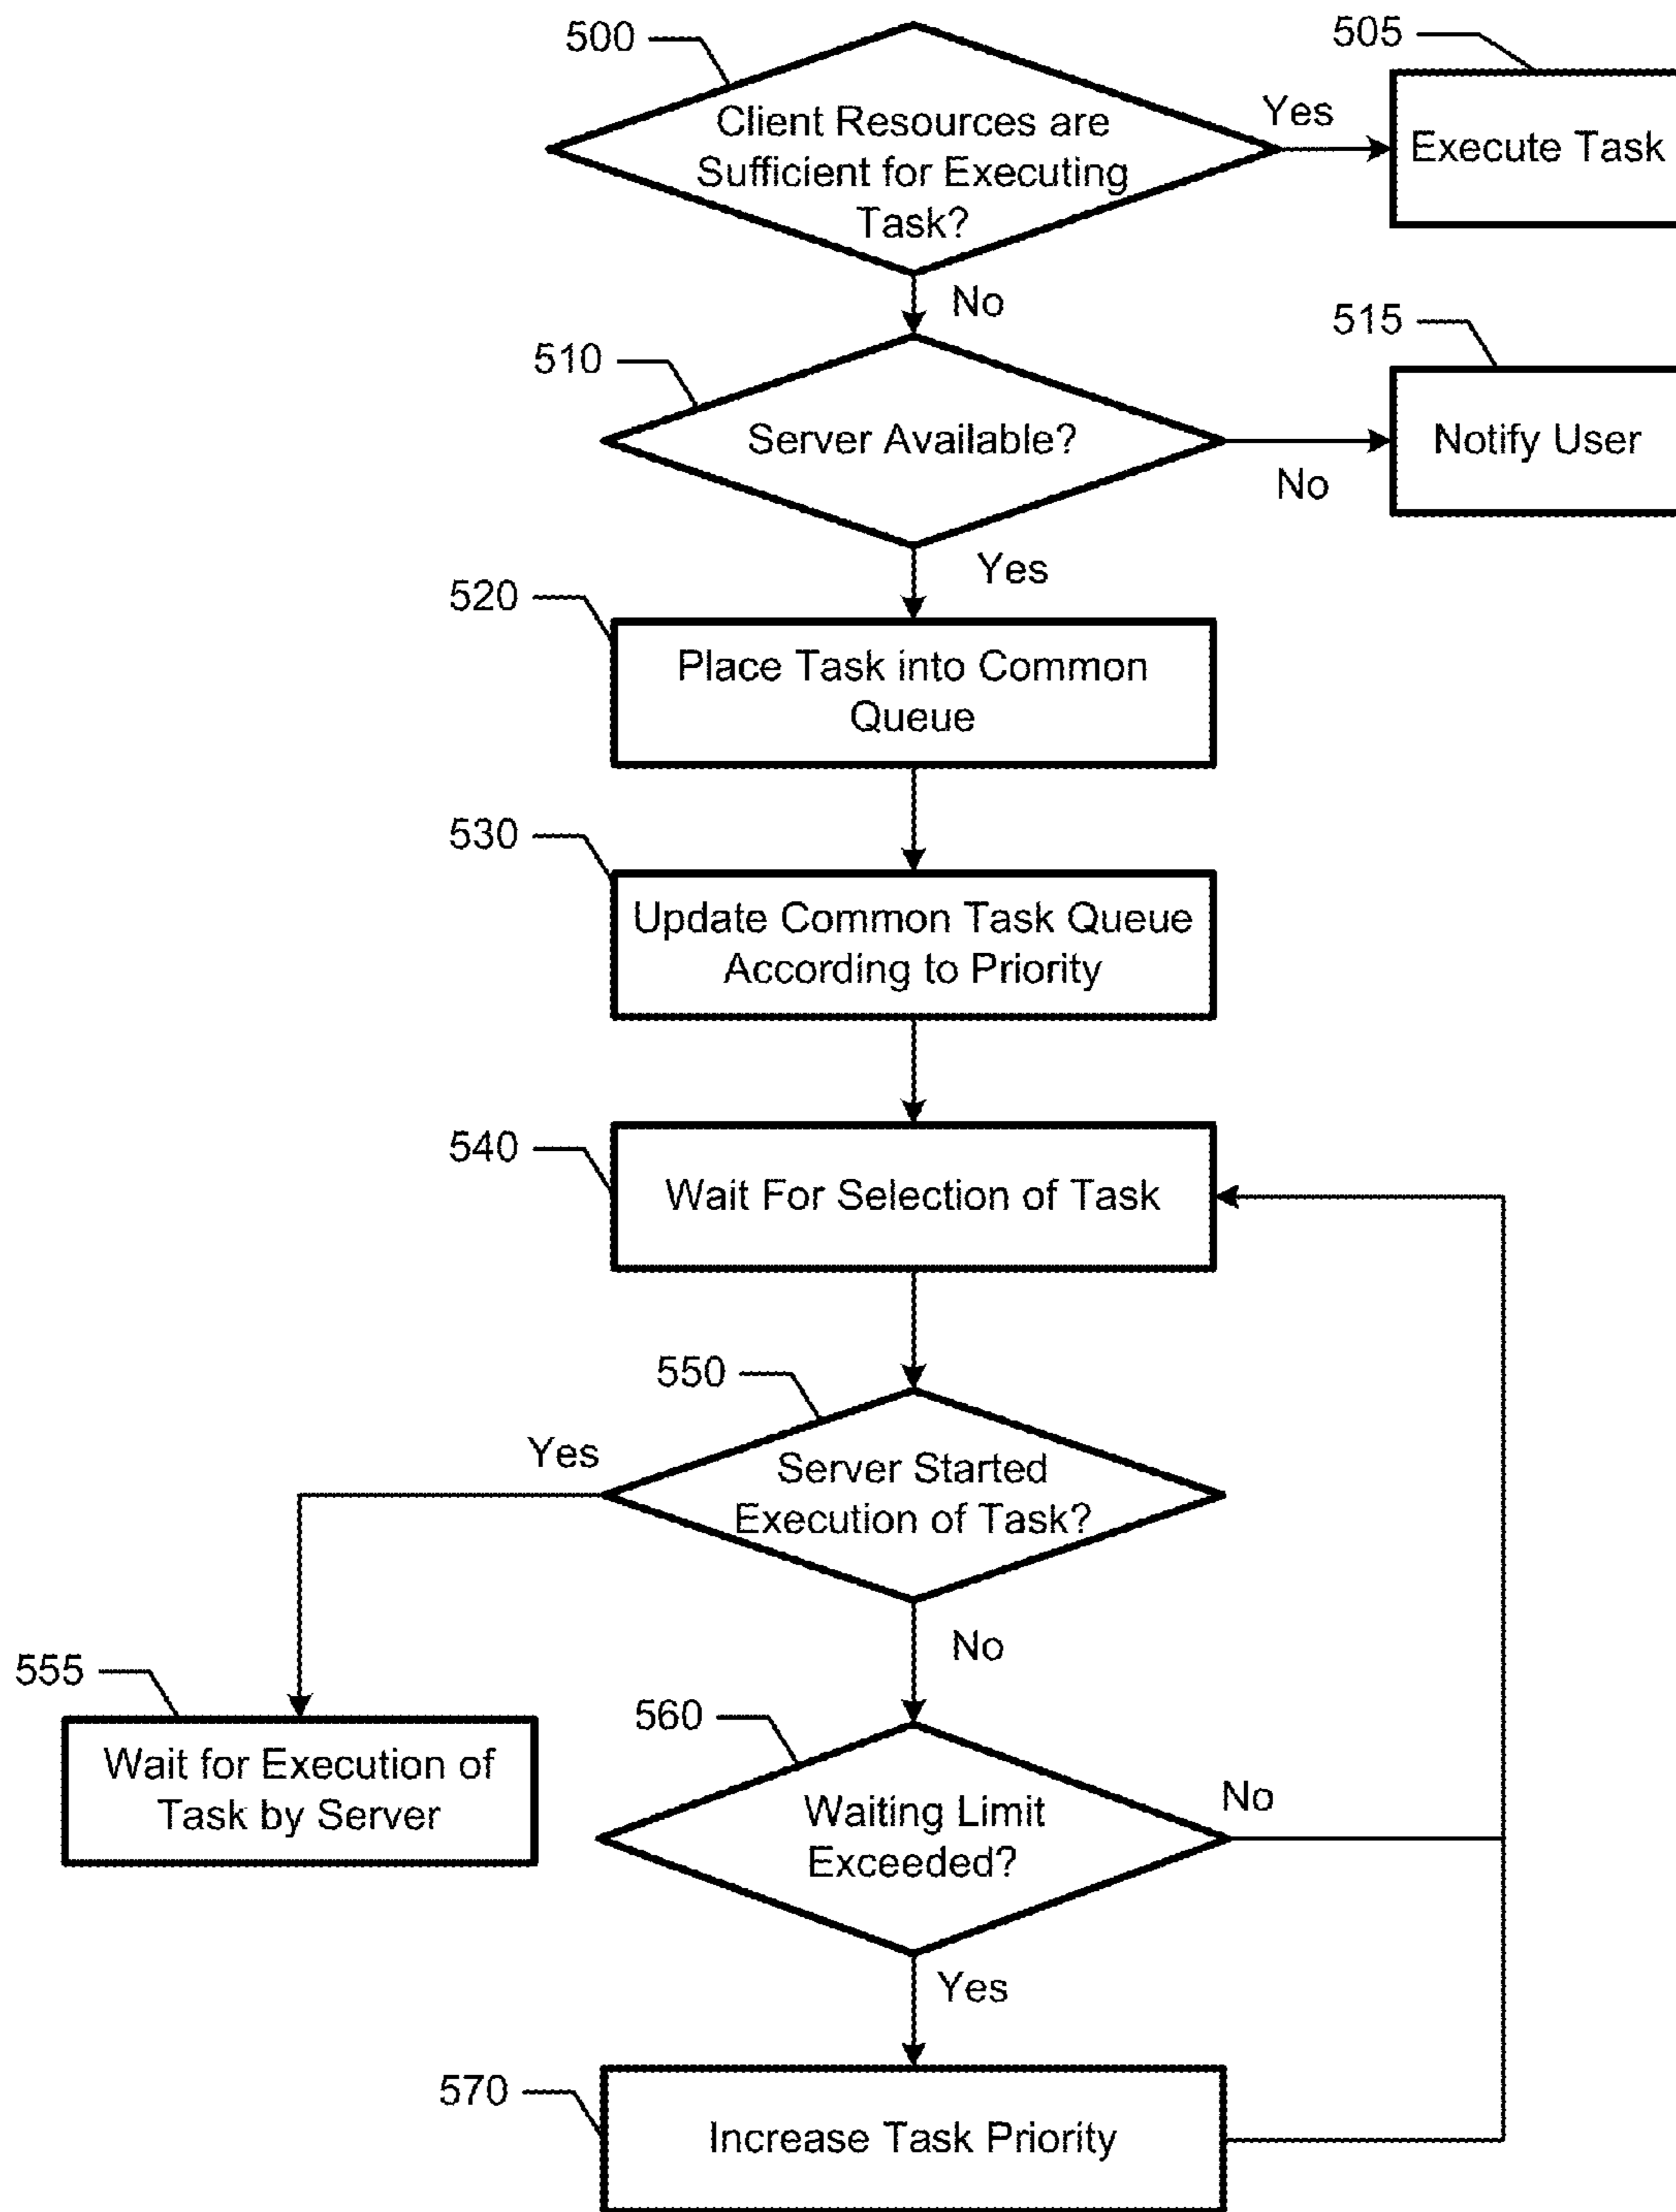 500
505
Client Resources are
Sufficient for Executing
Task?
Yes
Execute Task
No
510
515
Server Available?
No
Notify User
Yes
520
Place Task into Common
Queue
530
Update Common Task Queue
According to Priority
540
Wait For Selection of Task
550
Yes
Server Started
Execution of Task?
No
555
Wait for Execution of
Task by Server
560
Waiting Limit
Exceeded?
No
Yes
570
Increase Task Priority